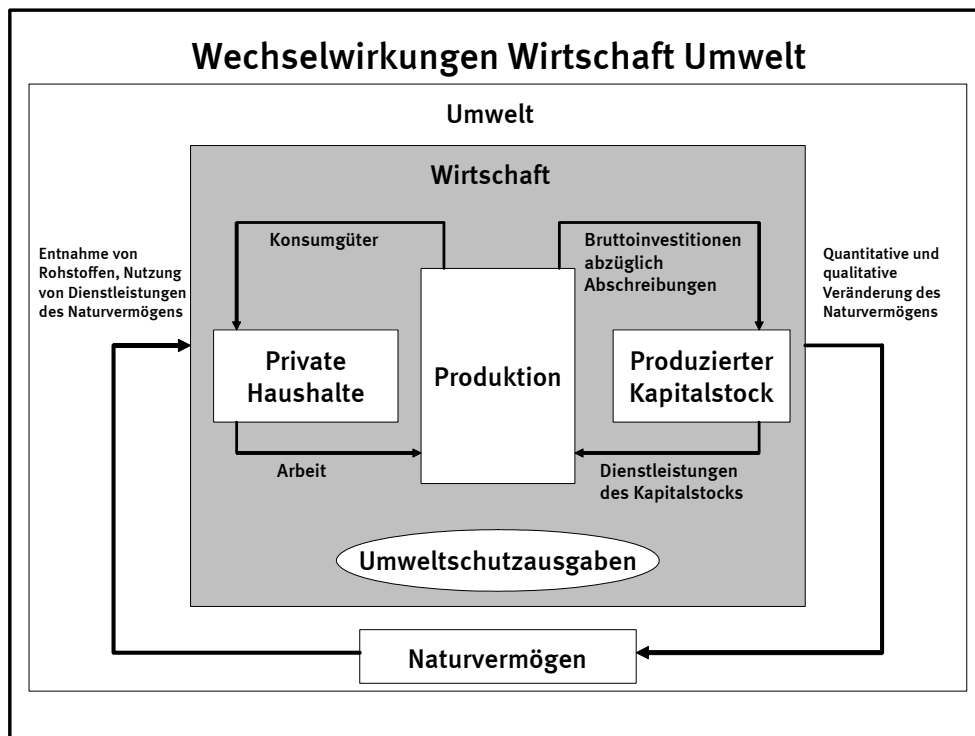 Wechselwirkungen Wirtschaft Umwelt
Umwelt
Wirtschaft
Entnahme von
Rohstoffen, Nutzung
von Dienstleistungen
des Naturvermögens
Konsumgüter
Bruttoinvestitionen
abzüglich
Abschreibungen
Quantitative und
qualitative
Veränderung des
Naturvermögens
Private
Haushalte
Produktion
Produzierter
Kapitalstock
Arbeit
Dienstleistungen
des Kapitalstocks
Umweltschutzausgaben
Naturvermögen